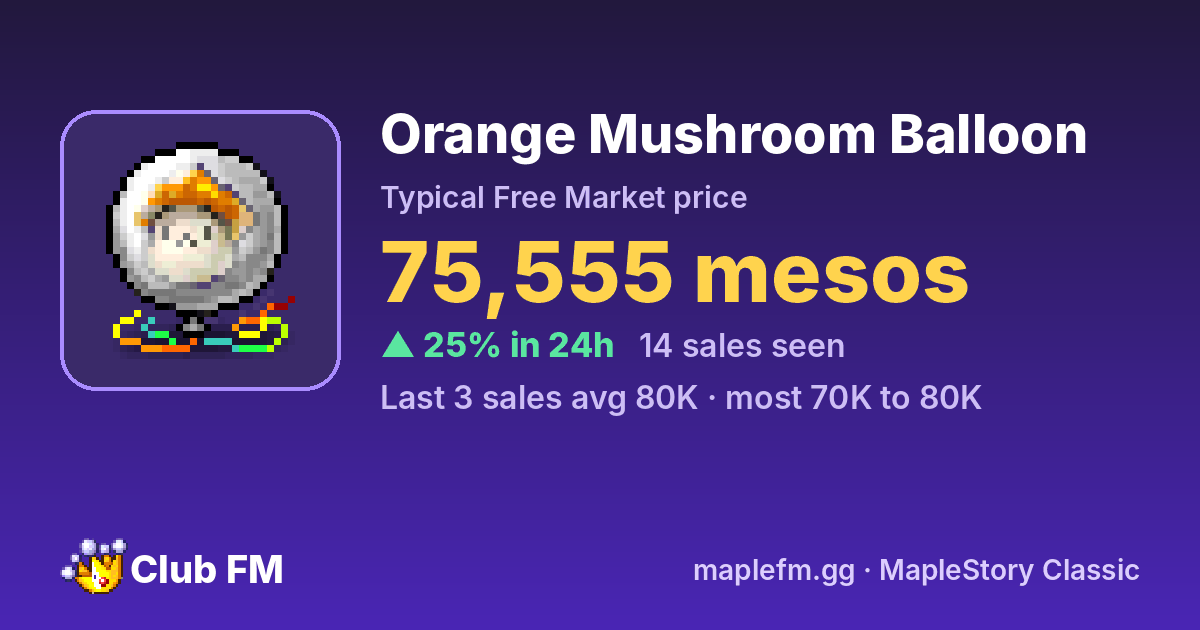 Orange Mushroom Balloon
Typical Free Market price
75,555 mesos
▲ 25% in 24h 14 sales seen
Last 3 sales avg 80K · most 70K to 80K
Club FM
maplefm.gg · MapleStory Classic